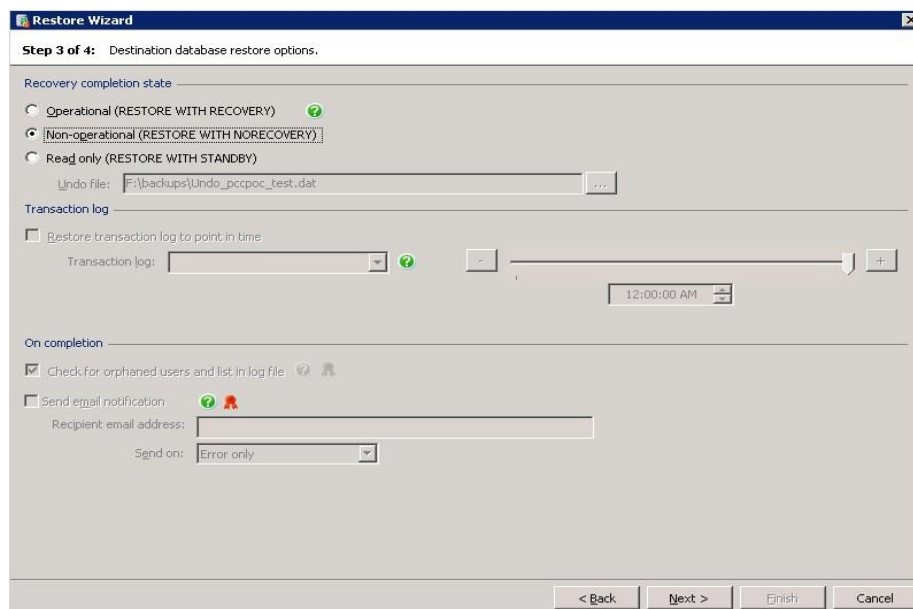 Restore Wizard
Step 3 of 4: Destination database restore options.
Recovery completion state
Operational (RESTORE WITH RECOVERY)
Non-operational (RESTORE WITH NORECOVERY)
Read only (RESTORE WITH STANDBY)
Undo file: F:\backups\Undo_pccpoc_test.dat ...
Transaction log
Restore transaction log to point in time
Transaction log: - +
12:00:00 AM
On completion
Check for orphaned users and list in log file
Send email notification
Recipient email address:
Send on: Error only
< Back Next > Finish Cancel